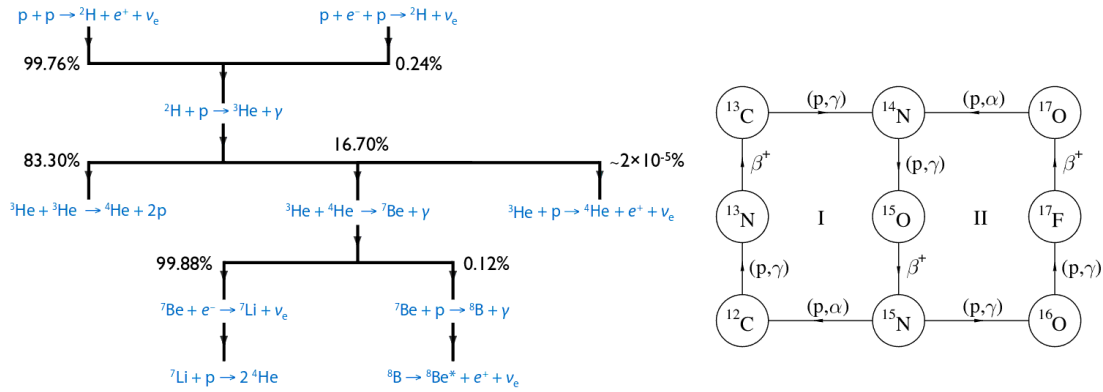 p + p → ²H + e⁺ + νₑ
p + e⁻ + p → ²H + νₑ
99.76%
0.24%
²H + p → ³He + γ
83.30%
16.70%
~2×10⁻⁵%
³He + ³He → ⁴He + 2p
³He + ⁴He → ⁷Be + γ
³He + p → ⁴He + e⁺ + νₑ
99.88%
0.12%
⁷Be + e⁻ → ⁷Li + νₑ
⁷Be + p → ⁸B + γ
⁷Li + p → 2 ⁴He
⁸B → ⁸Be* + e⁺ + νₑ
¹³C
(p,γ)
¹⁴N
(p,α)
¹⁷O
β⁺
(p,γ)
β⁺
¹³N
I
¹⁵O
II
¹⁷F
(p,γ)
β⁺
(p,γ)
¹²C
(p,α)
¹⁵N
(p,γ)
¹⁶O